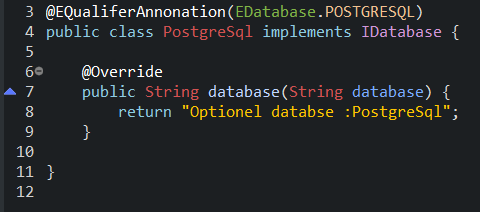 3 @EQualiferAnnonation(EDatabase.POSTGRESQL)
4 public class PostgreSql implements IDatabase {
5
6 @Override
7 public String database(String database) {
8 return "Optionel databse :PostgreSql";
9 }
10
11 }
12